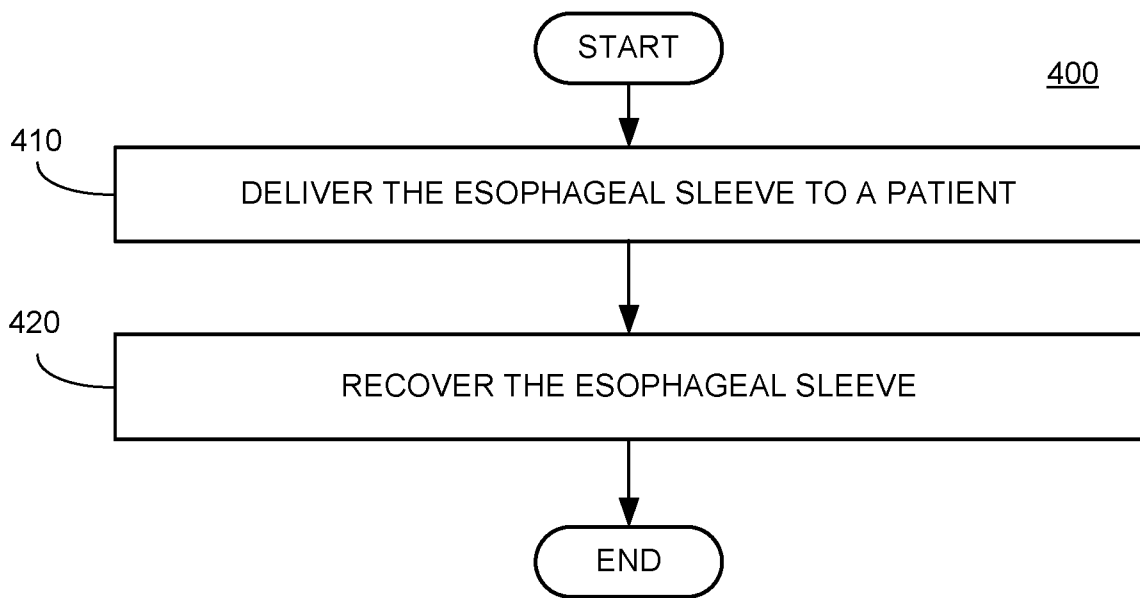 START
400
410
DELIVER THE ESOPHAGEAL SLEEVE TO A PATIENT
420
RECOVER THE ESOPHAGEAL SLEEVE
END